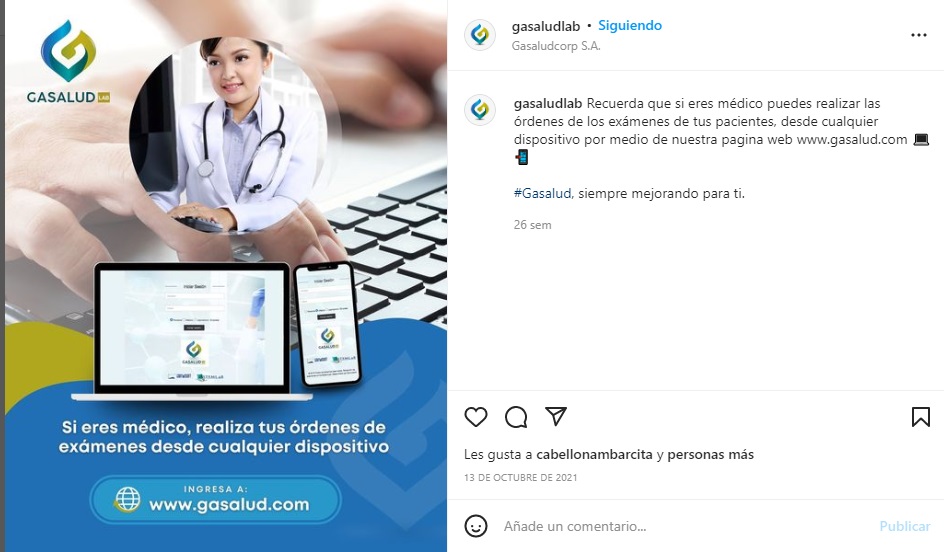 GASALUD LAB
Iniciar Sesión
GASALUD
Si eres médico, realiza tus órdenes de
exámenes desde cualquier dispositivo
INGRESA A:
www.gasalud.com
gasaludlab • Siguiendo
Gasaludcorp S.A.
gasaludlab Recuerda que si eres médico puedes realizar las
órdenes de los exámenes de tus pacientes, desde cualquier
dispositivo por medio de nuestra pagina web www.gasalud.com 💻
📲
#Gasalud, siempre mejorando para ti.
26 sem
Les gusta a cabellonambarcita y personas más
13 DE OCTUBRE DE 2021
Añade un comentario...
Publicar